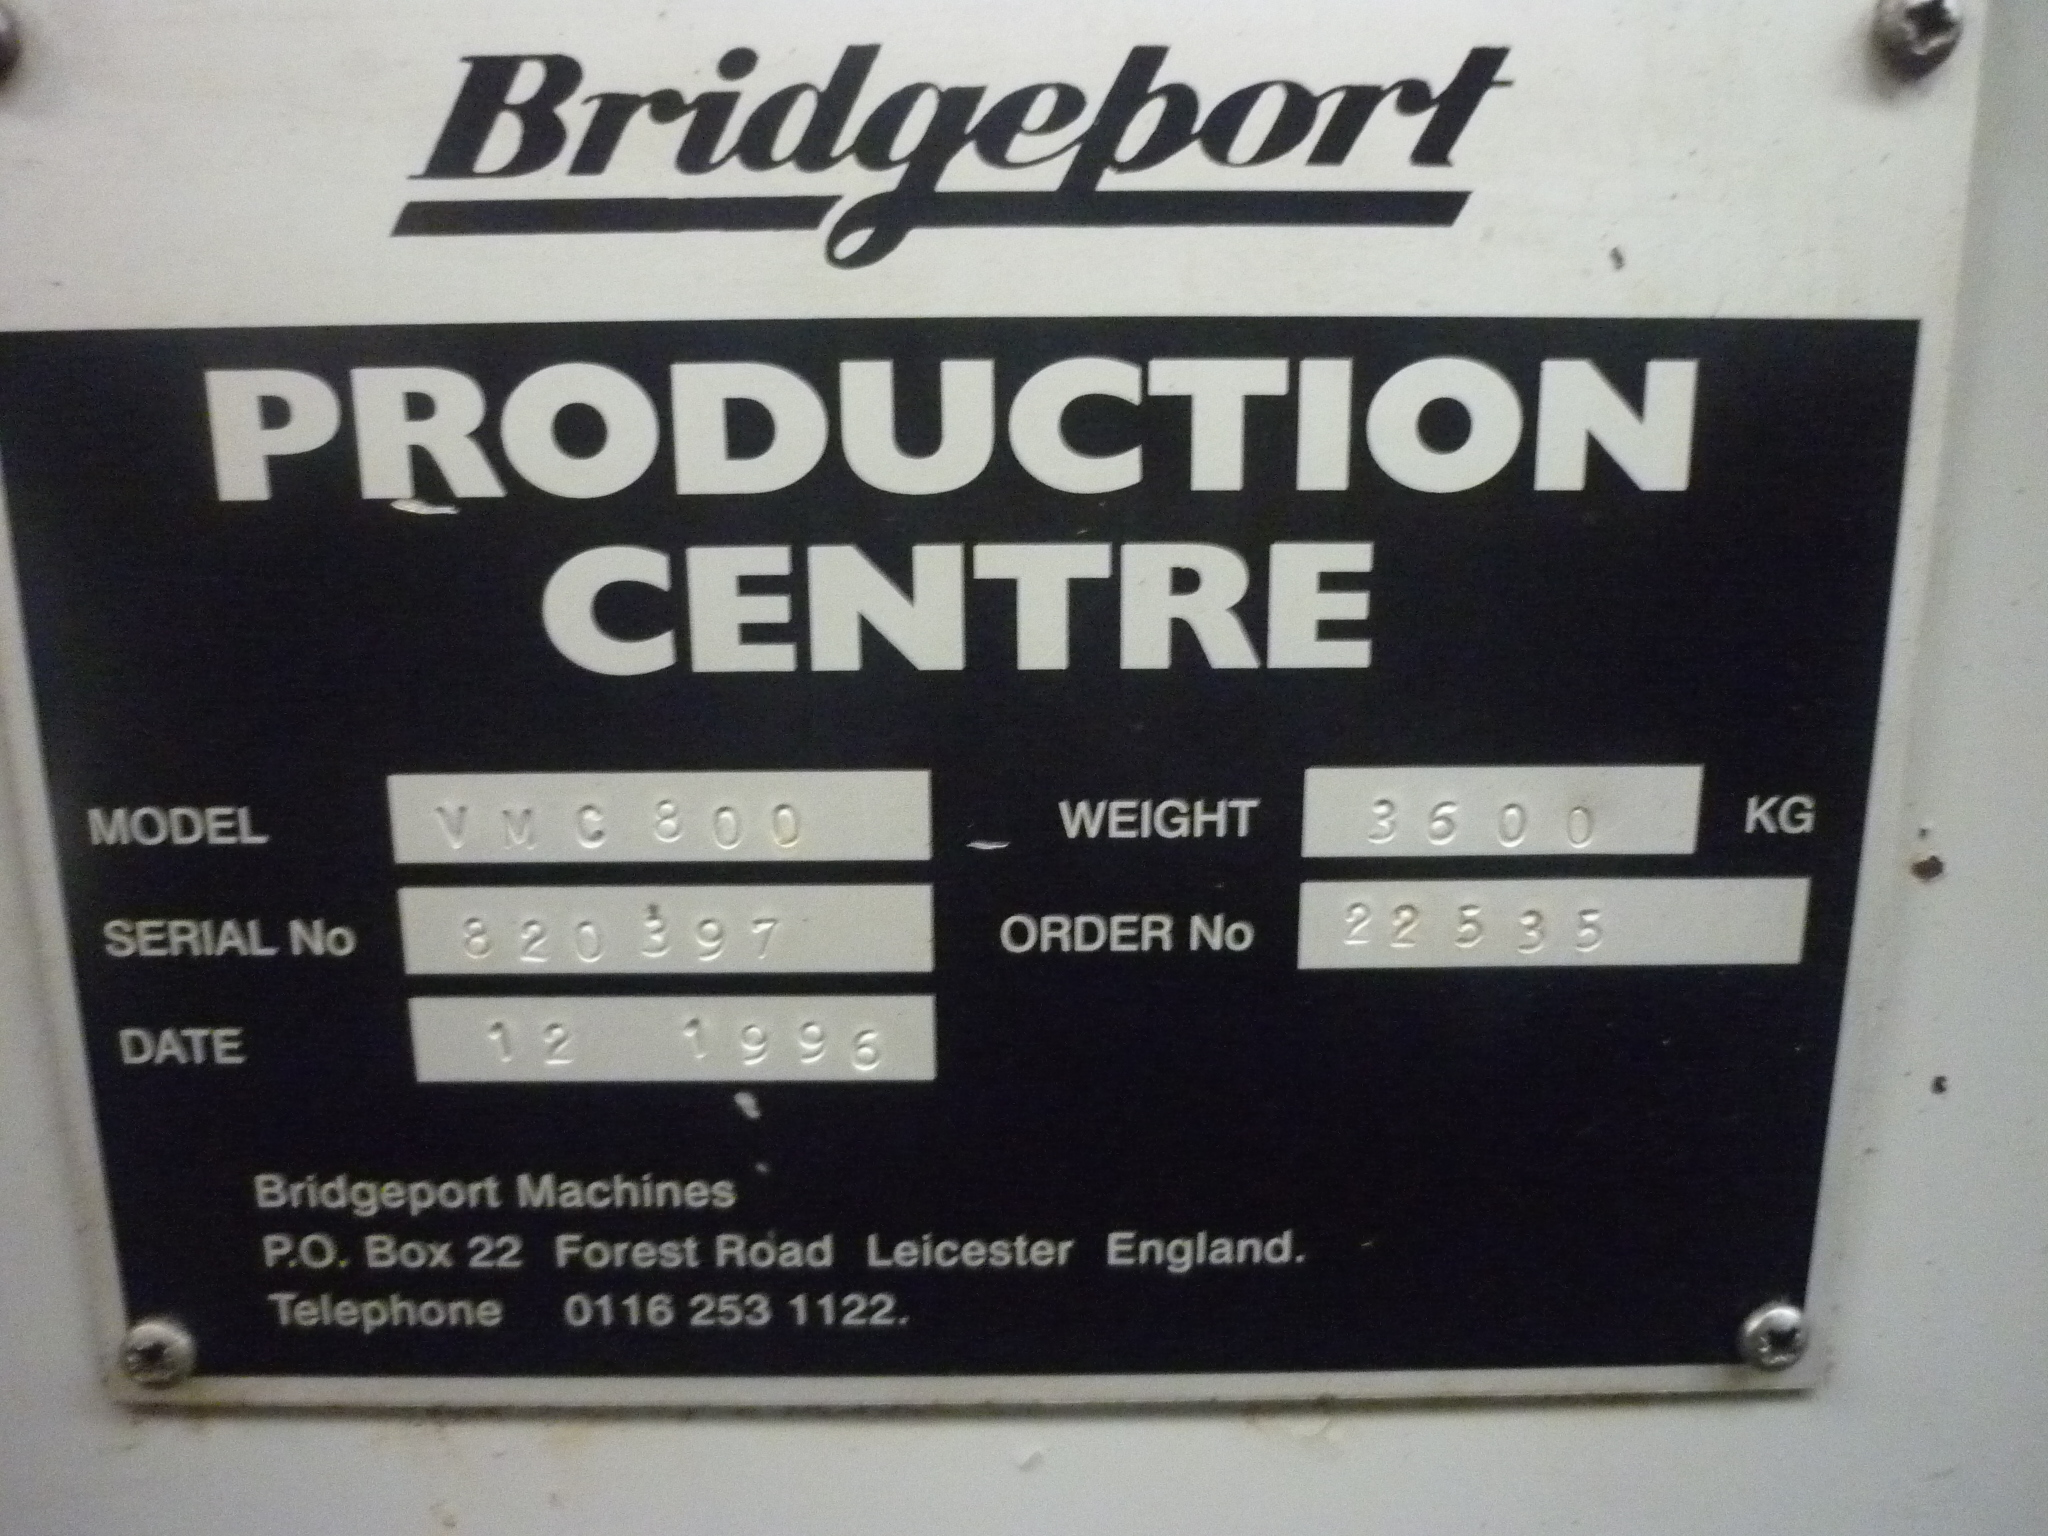 Bridgeport
PRODUCTION
CENTRE
MODEL VMC800 WEIGHT 3600 KG
SERIAL No 820397 ORDER No 22535
DATE 12 1996
Bridgeport Machines
P.O. Box 22 Forest Road Leicester England.
Telephone 0116 253 1122.